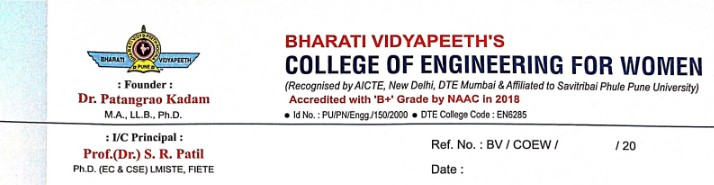 BHARATI VIDYAPEETH
PUNE
: Founder :
Dr. Patangrao Kadam
M.A., LL.B., Ph.D.
: I/C Principal :
Prof.(Dr.) S. R. Patil
Ph.D. (EC & CSE) LMISTE, FIETE
BHARATI VIDYAPEETH'S
COLLEGE OF ENGINEERING FOR WOMEN
(Recognised by AICTE, New Delhi, DTE Mumbai & Affiliated to Savitribai Phule Pune University)
Accredited with 'B+' Grade by NAAC in 2018
● Id No. : PU/PN/Engg./150/2000 ● DTE College Code : EN6285
Ref. No. : BV / COEW / / 20
Date :